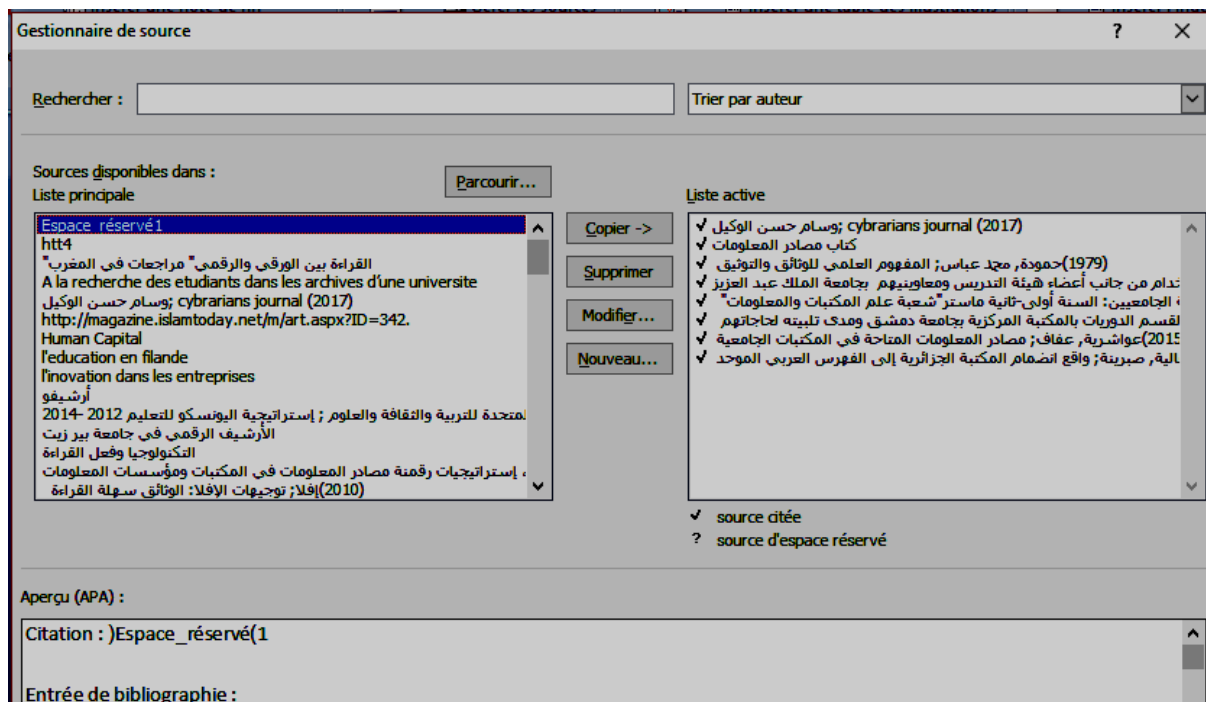 Gestionnaire de source
?
Rechercher :
Trier par auteur
Sources disponibles dans :
Parcourir...
Liste principale
Liste active
Espace_réservé1
htt4
القراءة بين الورقي والرقمي" مراجعات في المغرب"
A la recherche des etudiants dans les archives d'une universite
وسام حسن الوكيل; cybrarians journal (2017)
http://magazine.islamtoday.net/m/art.aspx?ID=342.
Human Capital
l'education en filande
l'inovation dans les entreprises
أرشيفو
لمتحدة للتربية والثقافة والعلوم ; إستراتيجية اليونسكو للتعليم 2012 -2014
الأرشيف الرقمي في جامعة بير زيت
التكنولوجيا وفعل القراءة
، إستراتيجيات رقمنة مصادر المعلومات في المكتبات ومؤسسات المعلومات
إفلا; توجيهات الإفلا: الوثائق سهلة القراءة(2010)
Copier ->
Supprimer
Modifier...
Nouveau...
وسام حسن الوكيل; cybrarians journal (2017)
كتاب مصادر المعلومات
حمودة, محمد عباس; المفهوم العلمي للوثائق والتوثيق (1979)
تدام من جانب أعضاء هيئة التدريس ومعاوينيهم بجامعة الملك عبد العزيز
ة الجامعيين: السنة أولى-ثانية ماستر"شعبة علم المكتبات والمعلومات"
لقسم الدوريات بالمكتبة المركزية بجامعة دمشق ومدى تلبيته لحاجاتهم
عواشرية, عفاف; مصادر المعلومات المتاحة في المكتبات الجامعية(2015
الية, صبرينة; واقع انضمام المكتبة الجزائرية إلى الفهرس العربي الموحد
source citée
? source d'espace réservé
Aperçu (APA) :
Citation : )Espace_réservé(1
Entrée de bibliographie :